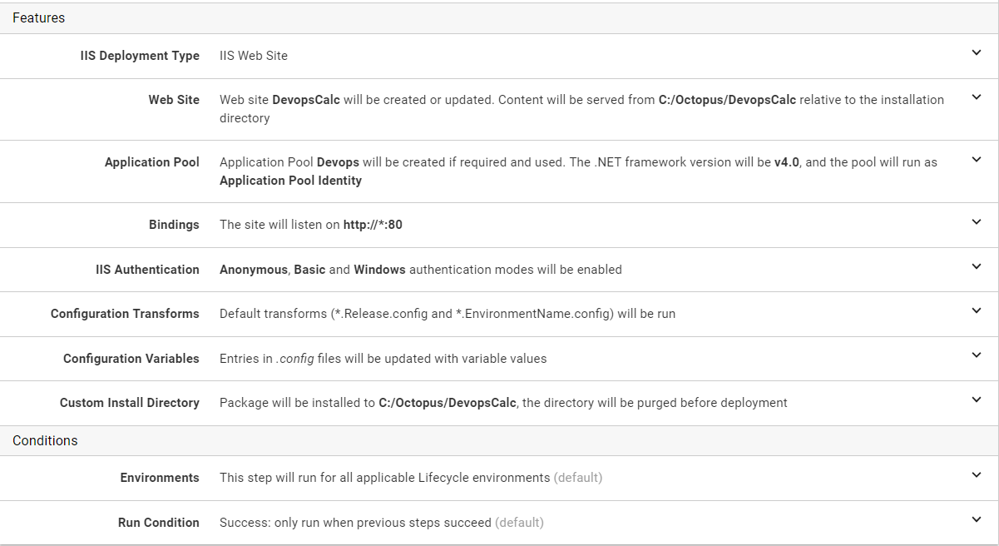 Features
IIS Deployment Type IIS Web Site
Web Site Web site DevopsCalc will be created or updated. Content will be served from C:/Octopus/DevopsCalc relative to the installation
directory
Application Pool Application Pool Devops will be created if required and used. The .NET framework version will be v4.0, and the pool will run as
Application Pool Identity
Bindings The site will listen on http://*:80
IIS Authentication Anonymous, Basic and Windows authentication modes will be enabled
Configuration Transforms Default transforms (*.Release.config and *.EnvironmentName.config) will be run
Configuration Variables Entries in .config files will be updated with variable values
Custom Install Directory Package will be installed to C:/Octopus/DevopsCalc, the directory will be purged before deployment
Conditions
Environments This step will run for all applicable Lifecycle environments (default)
Run Condition Success: only run when previous steps succeed (default)